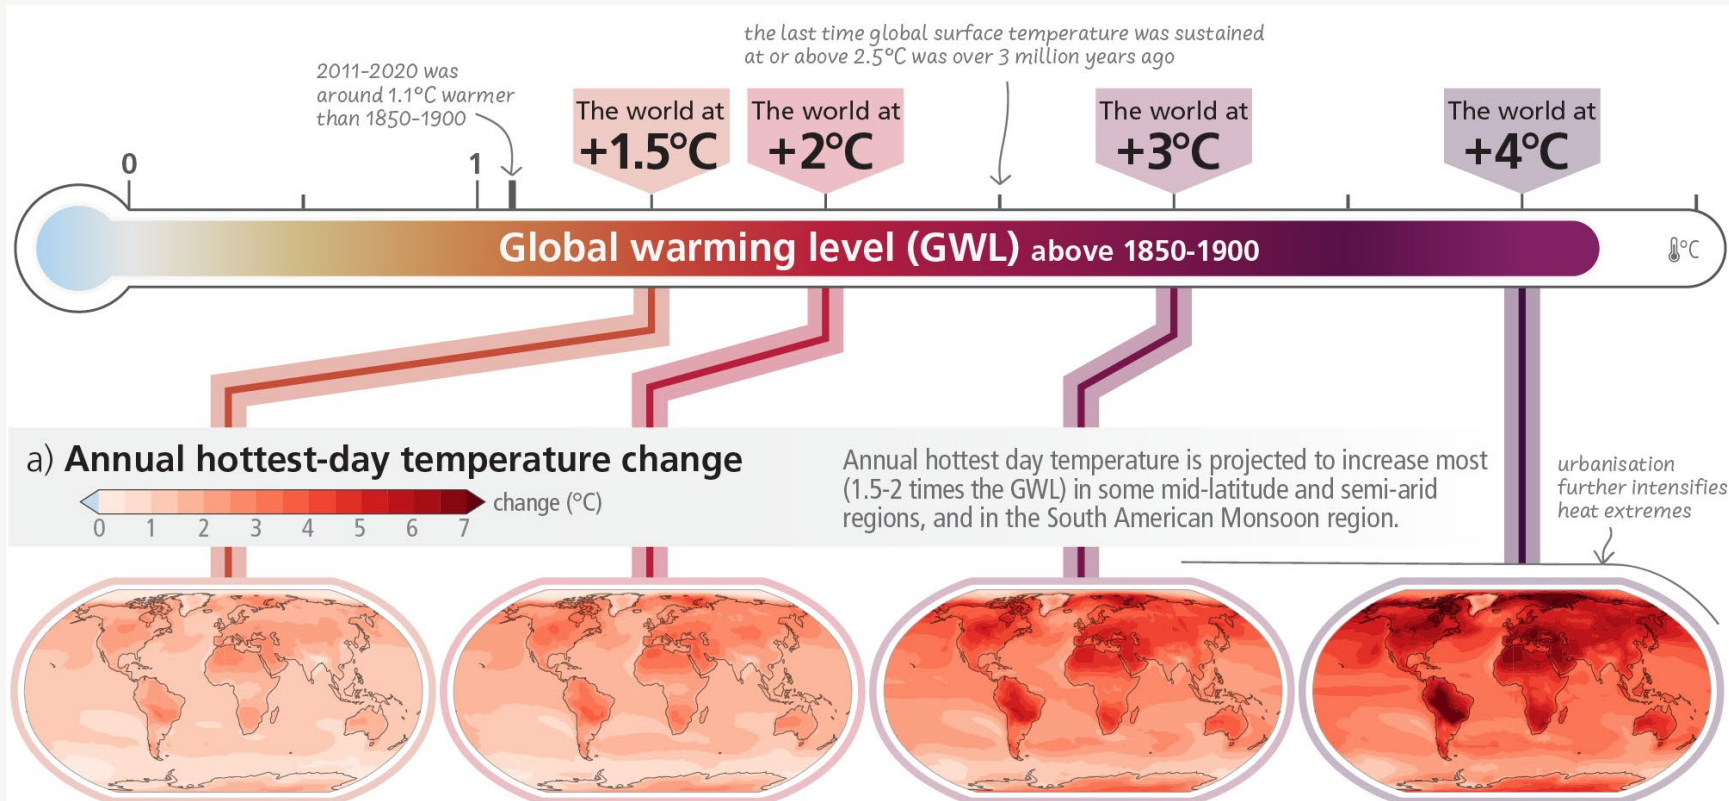 the last time global surface temperature was sustained
at or above 2.5°C was over 3 million years ago
2011-2020 was
around 1.1°C warmer
than 1850-1900
The world at
+1.5°C
The world at
+2°C
The world at
+3°C
The world at
+4°C
0
1
Global warming level (GWL) above 1850-1900
°C
a) Annual hottest-day temperature change
change (°C)
0 1 2 3 4 5 6 7
Annual hottest day temperature is projected to increase most
(1.5-2 times the GWL) in some mid-latitude and semi-arid
regions, and in the South American Monsoon region.
urbanisation
further intensifies
heat extremes